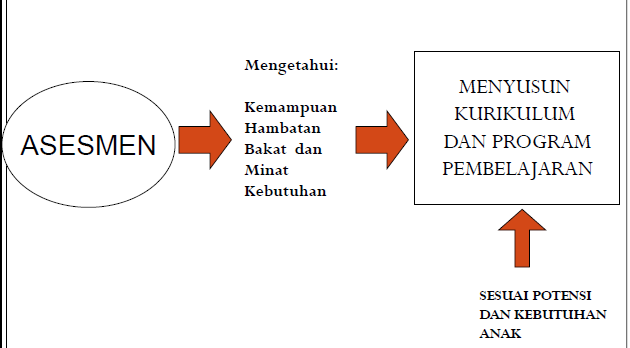 ASESMEN
Mengetahui:
Kemampuan
Hambatan
Bakat dan
Minat
Kebutuhan
MENYUSUN
KURIKULUM
DAN PROGRAM
PEMBELAJARAN
SESUAI POTENSI
DAN KEBUTUHAN
ANAK